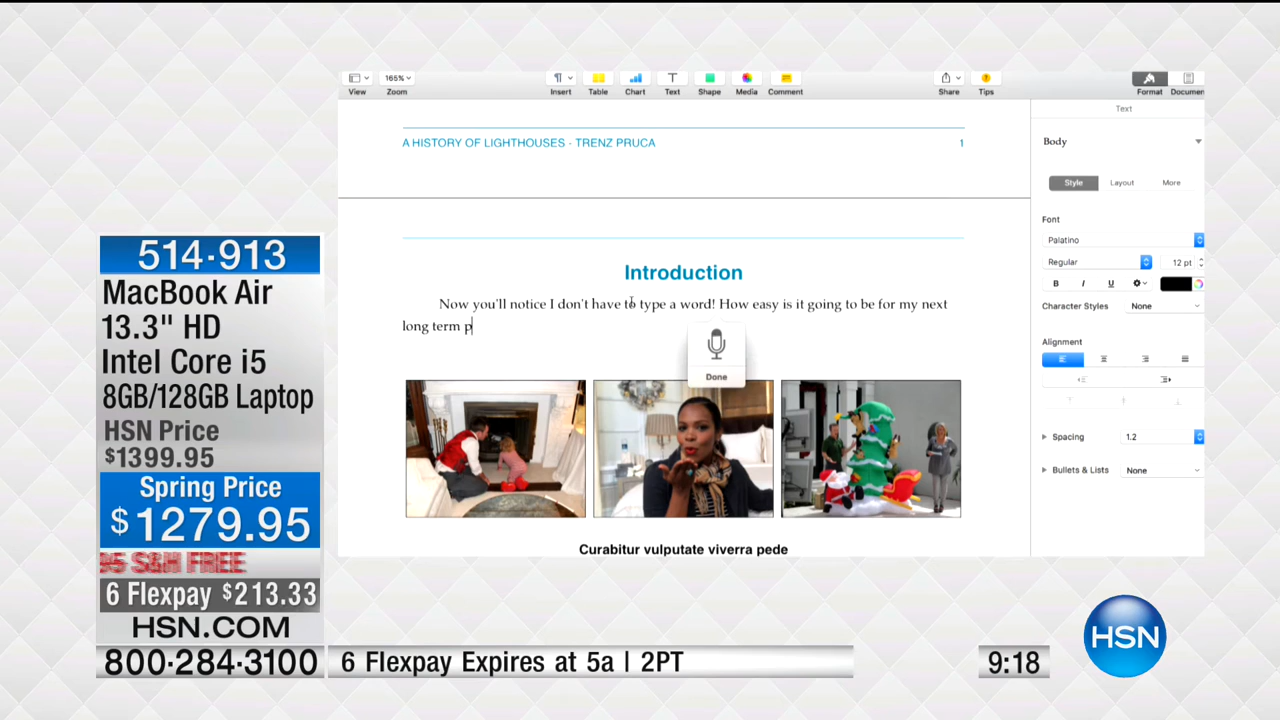 514-913
MacBook Air
13.3" HD
Intel Core i5
8GB/128GB Laptop
HSN Price
$1399.95
Spring Price
$1279.95
95 S&H FREE
6 Flexpay $213.33
HSN.COM
800-284-3100
6 Flexpay Expires at 5a | 2PT
9:18
HSN
165%
View
Zoom
Insert
Table
Chart
Text
Shape
Media
Comment
Share
Tips
Format
Documen
A HISTORY OF LIGHTHOUSES - TRENZ PRUCA 1
Introduction
Now you'll notice I don't have to type a word! How easy is it going to be for my next
long term p
Done
Curabitur vulputate viverra pede
Text
Body
Style Layout More
Font
Palatino
Regular 12 pt
B I U
Character Styles None
Alignment
Spacing 1.2
Bullets & Lists None